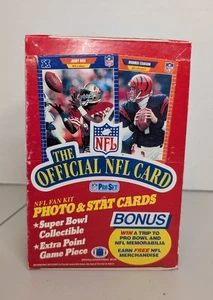 JERRY RICE
BOOMER ESIASON
NFL
THE
OFFICIAL NFL CARD
PRO SET
NFL FAN KIT
PHOTO & STAT CARDS
★Super Bowl
Collectible
★Extra Point
Game Piece
BONUS
WIN A TRIP TO
PRO BOWL AND
NFL MEMORABILIA
EARN FREE NFL
MERCHANDISE